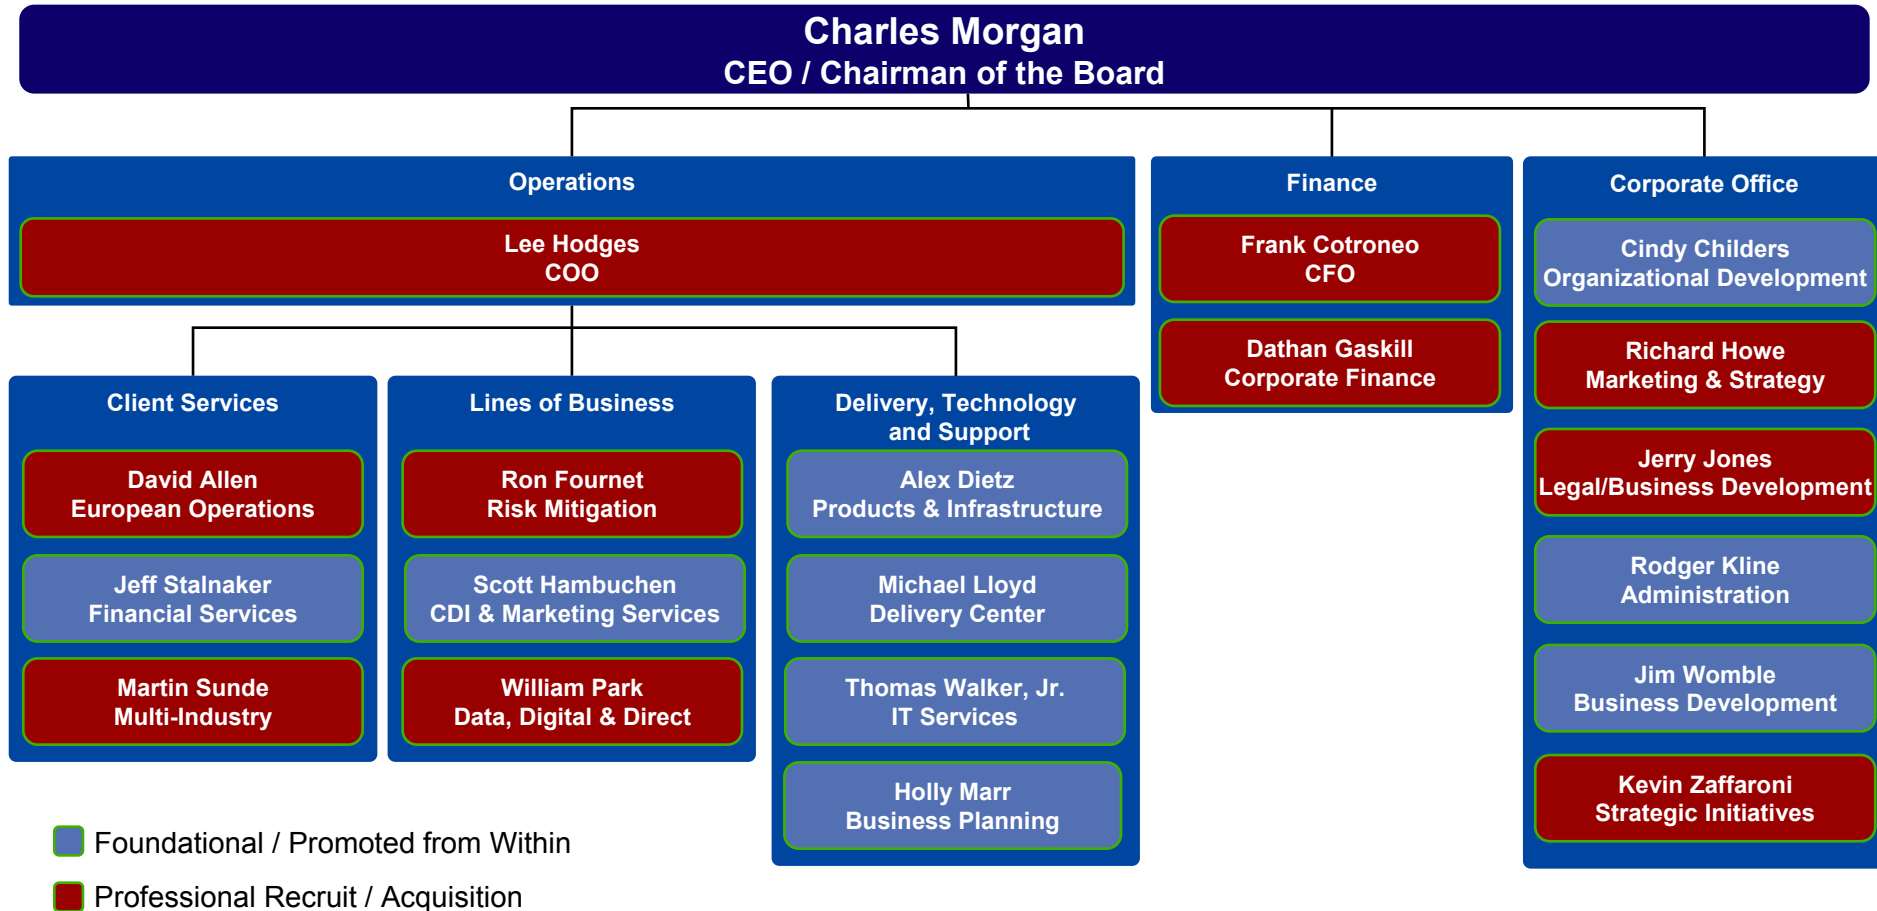 Charles Morgan
CEO / Chairman of the Board
Operations
Lee Hodges
COO
Finance
Frank Cotroneo
CFO
Dathan Gaskill
Corporate Finance
Corporate Office
Cindy Childers
Organizational Development
Richard Howe
Marketing & Strategy
Jerry Jones
Legal/Business Development
Rodger Kline
Administration
Jim Womble
Business Development
Kevin Zaffaroni
Strategic Initiatives
Client Services
David Allen
European Operations
Jeff Stalnaker
Financial Services
Martin Sunde
Multi-Industry
Lines of Business
Ron Fournet
Risk Mitigation
Scott Hambuchen
CDI & Marketing Services
William Park
Data, Digital & Direct
Delivery, Technology
and Support
Alex Dietz
Products & Infrastructure
Michael Lloyd
Delivery Center
Thomas Walker, Jr.
IT Services
Holly Marr
Business Planning
Foundational / Promoted from Within
Professional Recruit / Acquisition